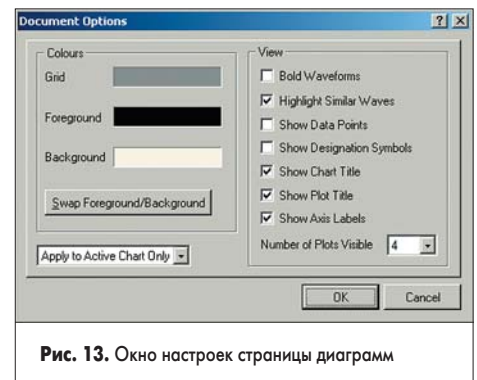 Document Options
Colours
Grid
Foreground
Background
Swap Foreground/Background
Apply to Active Chart Only
View
Bold Waveforms
Highlight Similar Waves
Show Data Points
Show Designation Symbols
Show Chart Title
Show Plot Title
Show Axis Labels
Number of Plots Visible 4
OK Cancel
Рис. 13. Окно настроек страницы диаграмм